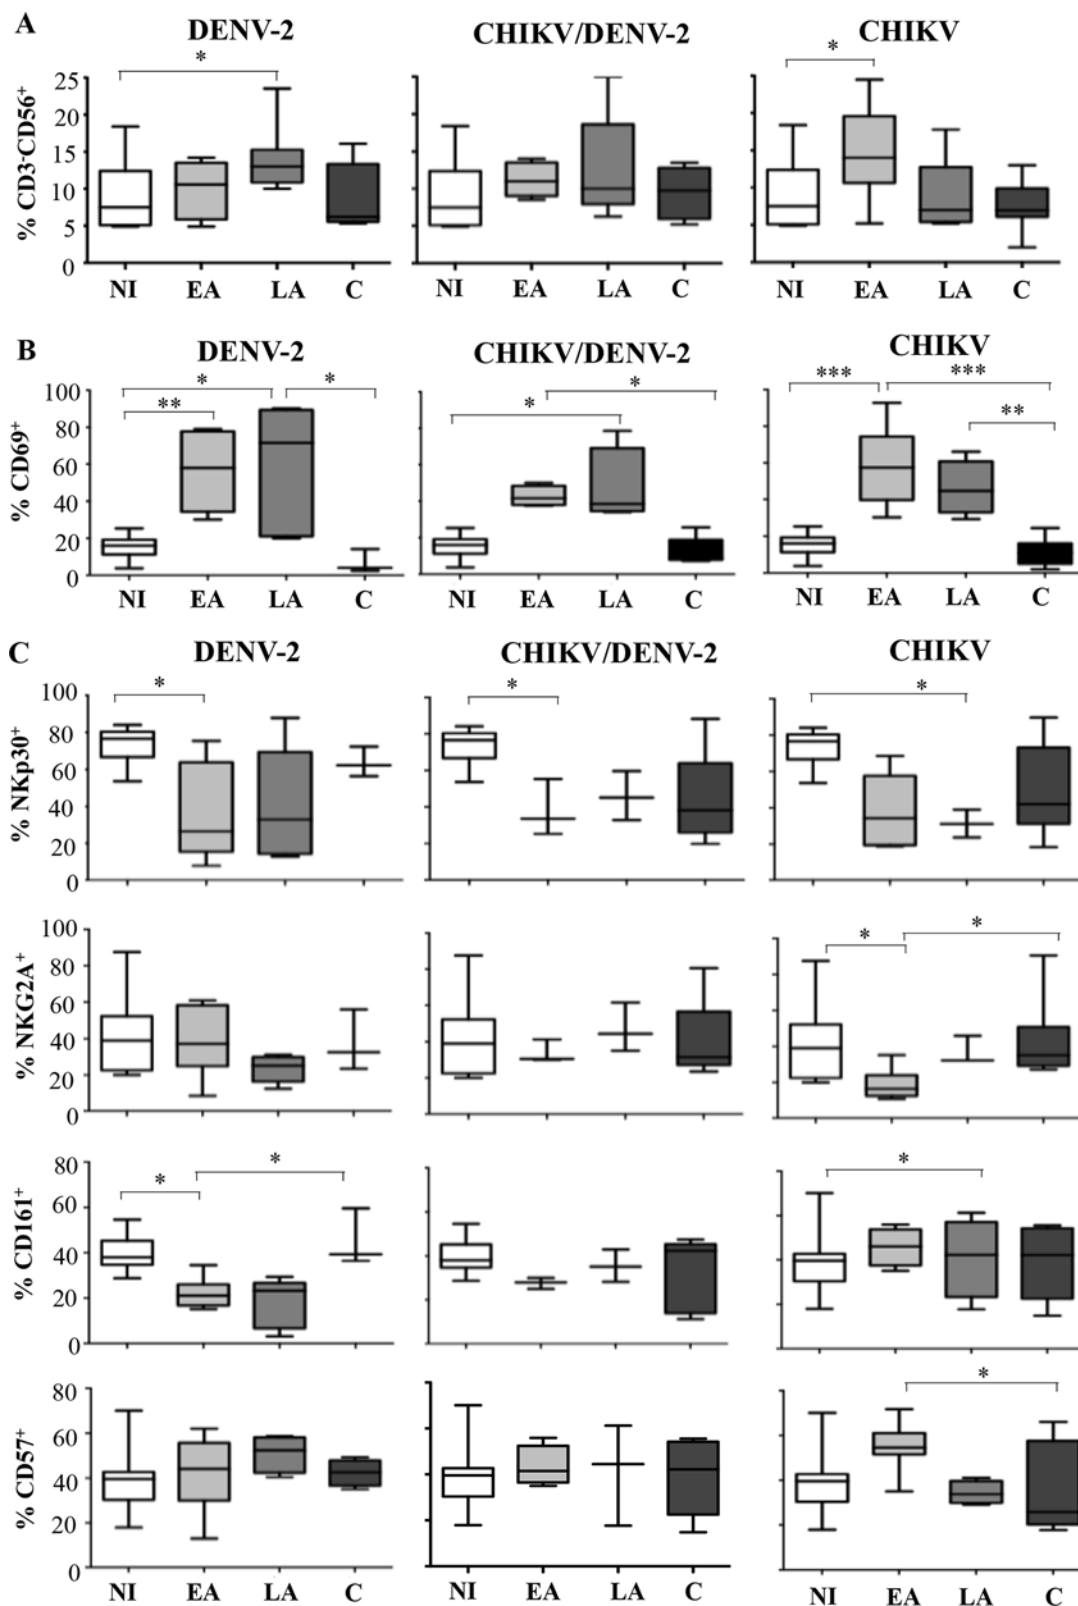 A
DENV-2 CHIKV/DENV-2 CHIKV
* *
% CD3-CD56+
25
20
15
10
5
0
NI EA LA C NI EA LA C NI EA LA C
B
DENV-2 CHIKV/DENV-2 CHIKV
* * ** * * *** *** **
% CD69+
100
80
60
40
20
0
NI EA LA C NI EA LA C NI EA LA C
C
DENV-2 CHIKV/DENV-2 CHIKV
* * *
% NKp30+
100
80
60
40
20
0
* *
% NKG2A+
100
80
60
40
20
0
* * *
% CD161+
80
60
40
20
0
*
% CD57+
80
60
40
20
0
NI EA LA C NI EA LA C NI EA LA C